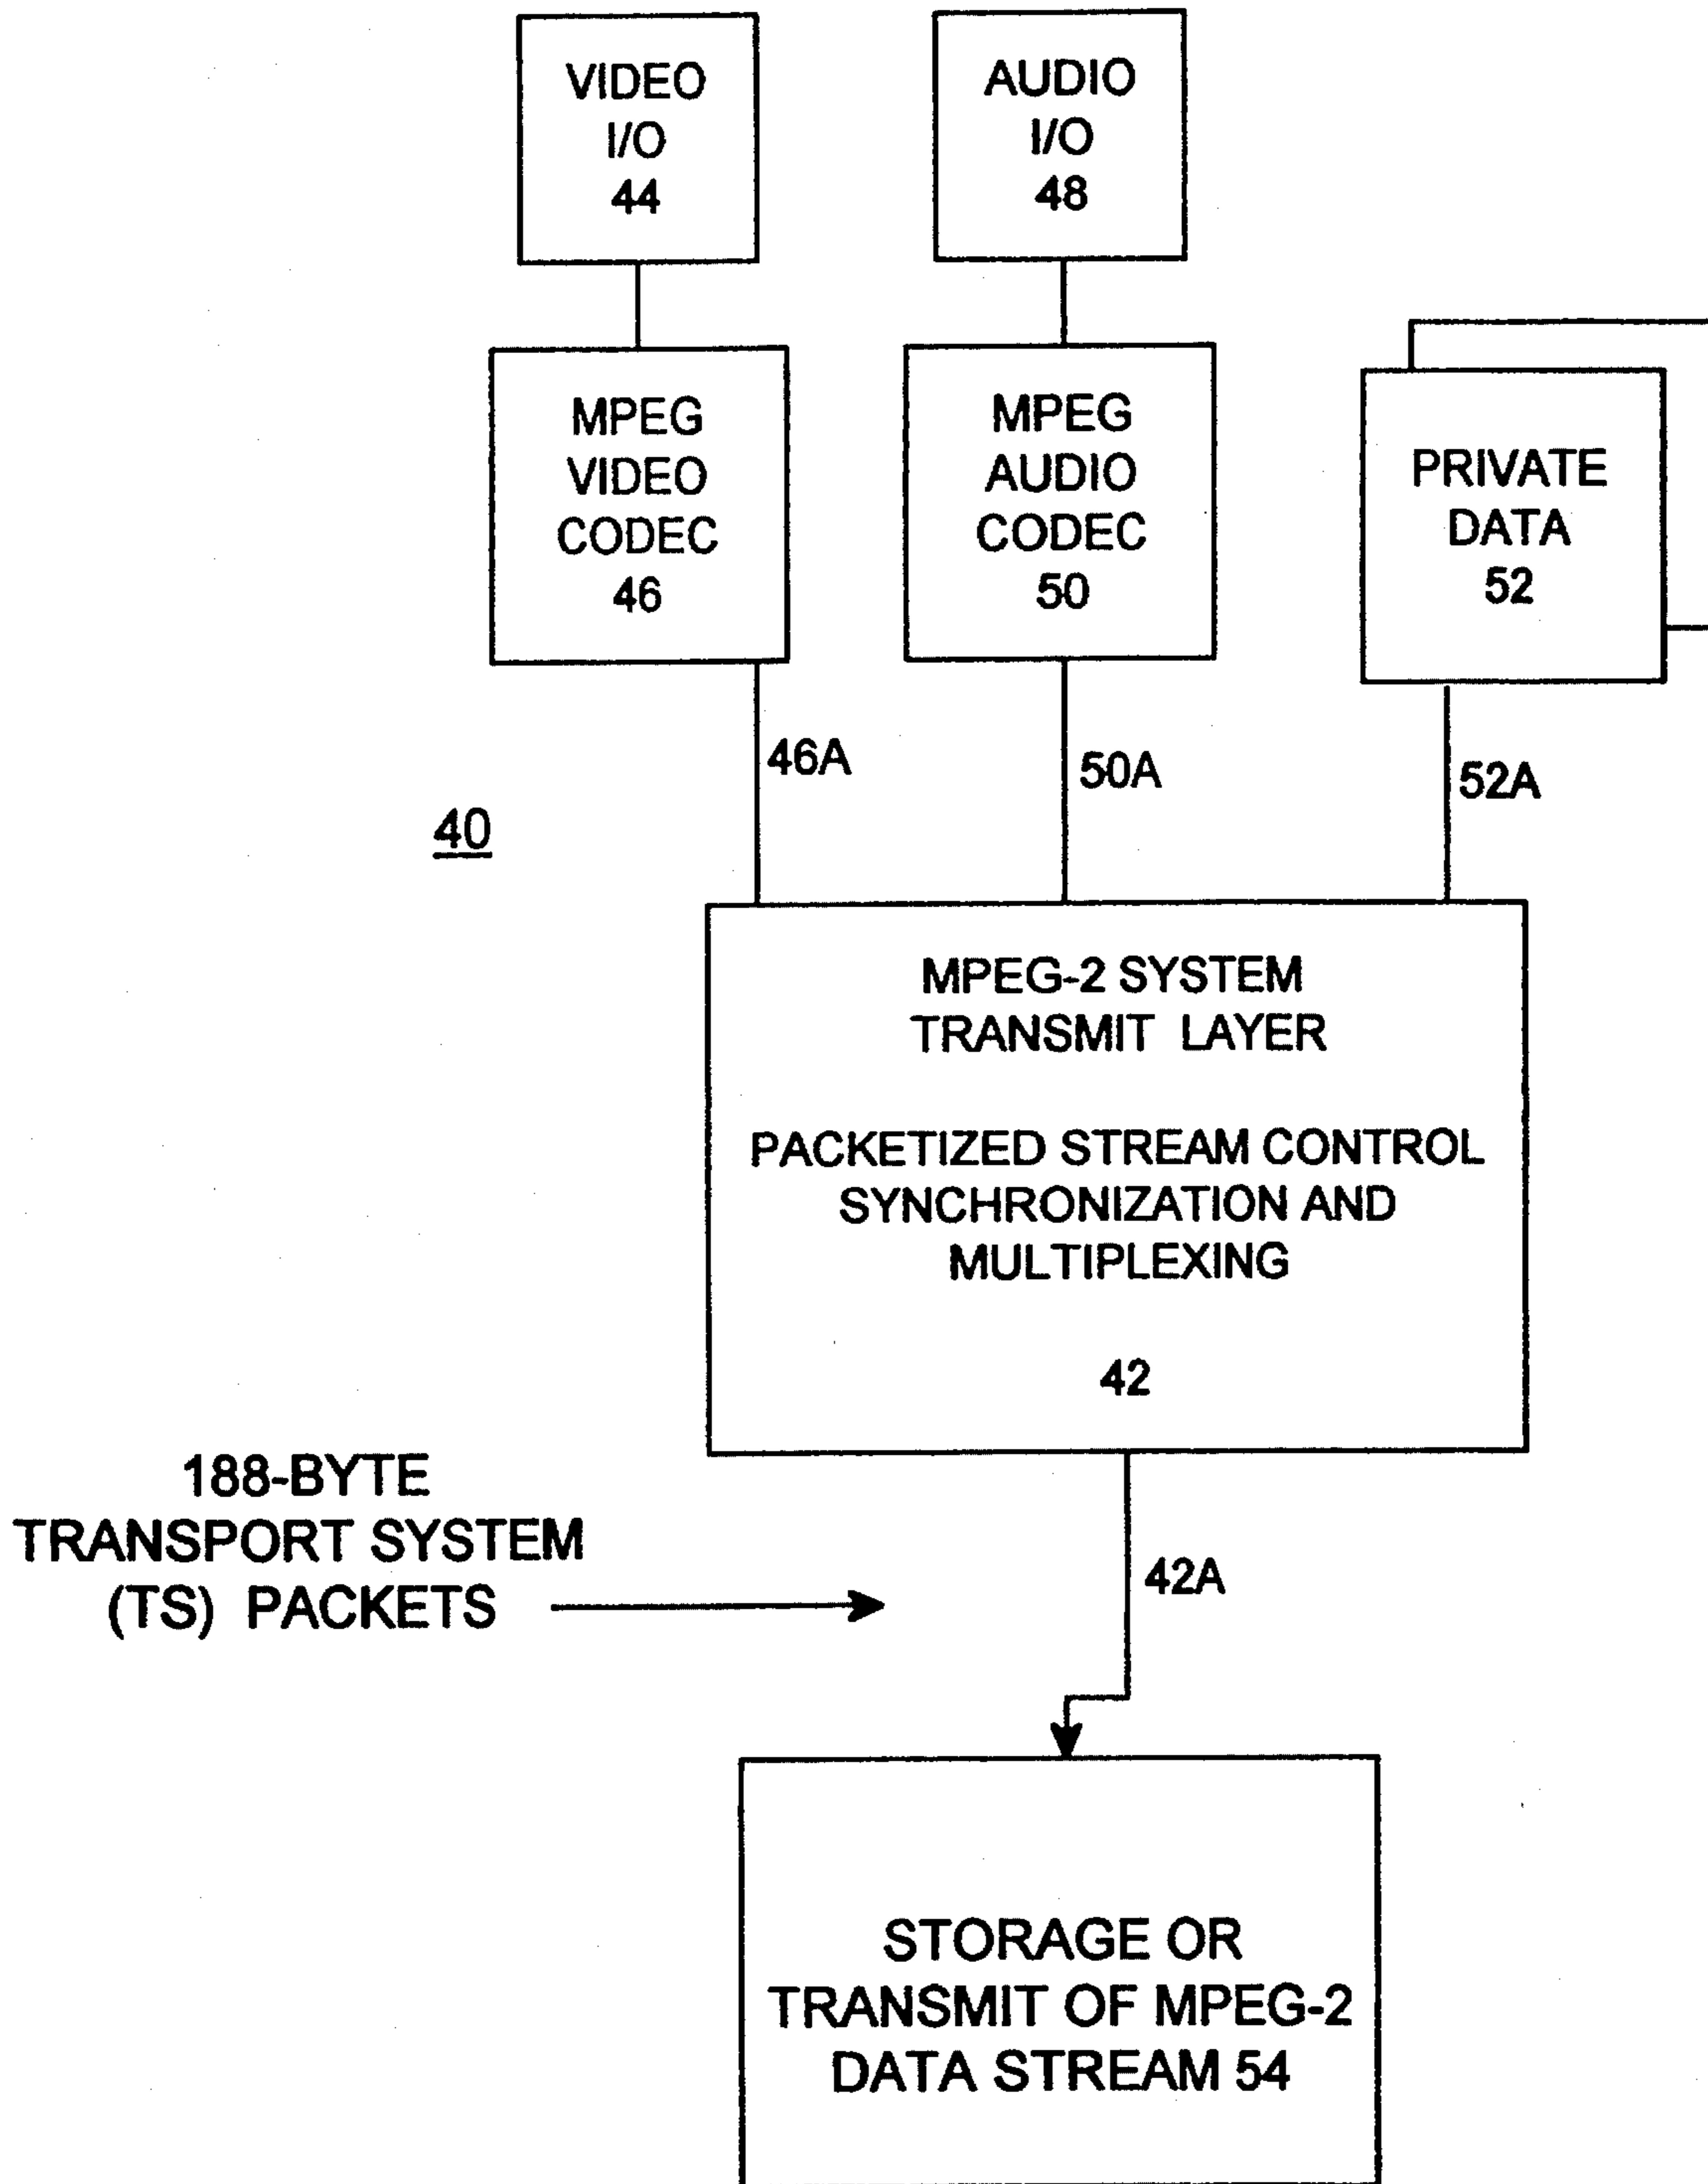 VIDEO
I/O
44
AUDIO
I/O
48
MPEG
VIDEO
CODEC
46
MPEG
AUDIO
CODEC
50
PRIVATE
DATA
52
46A
50A
52A
40
MPEG-2 SYSTEM
TRANSMIT LAYER
PACKETIZED STREAM CONTROL
SYNCHRONIZATION AND
MULTIPLEXING
42
188-BYTE
TRANSPORT SYSTEM
(TS) PACKETS
42A
STORAGE OR
TRANSMIT OF MPEG-2
DATA STREAM 54